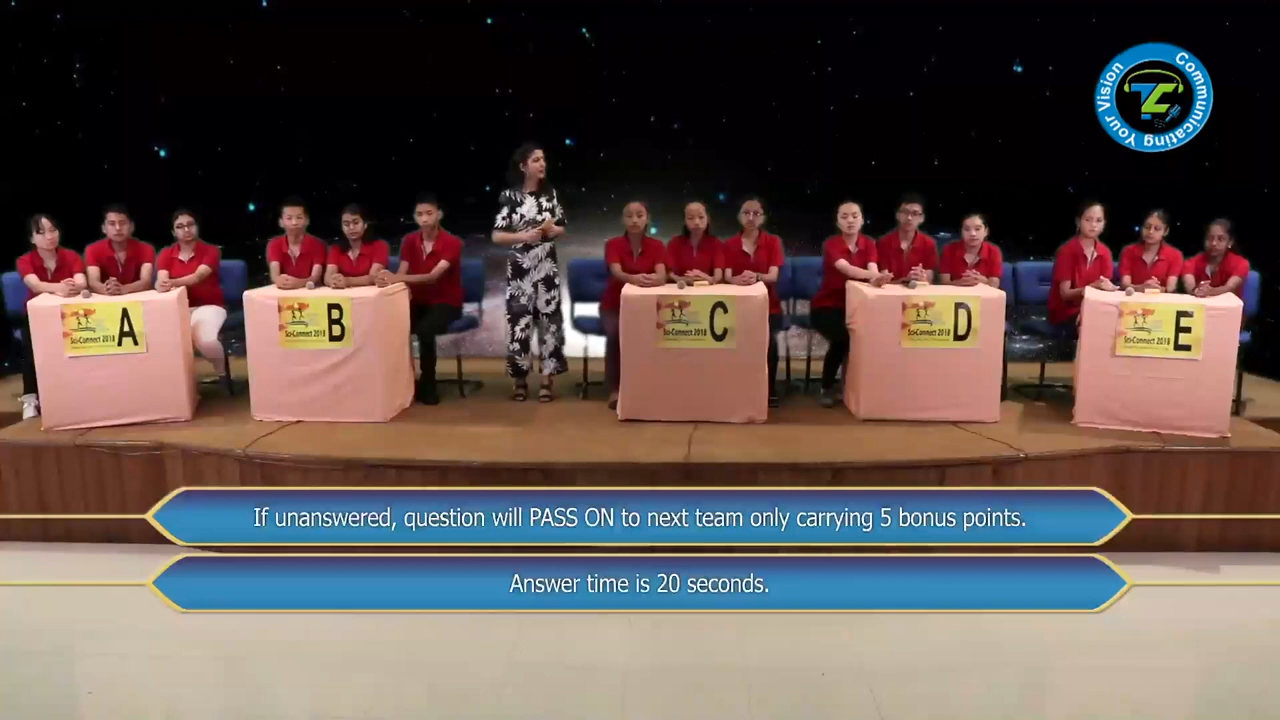 Communicating Your Vision
TC
A
Sci-Connect 2018
B
Sci-Connect 2018
C
Sci-Connect 2018
D
Sci-Connect 2018
E
Sci-Connect 2018
If unanswered, question will PASS ON to next team only carrying 5 bonus points.
Answer time is 20 seconds.